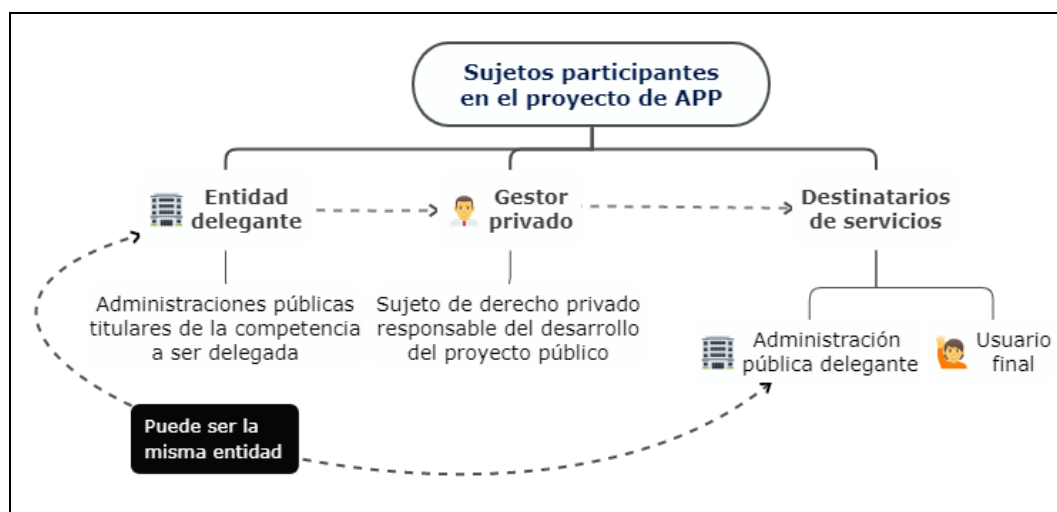 Sujetos participantes
en el proyecto de APP
Entidad
delegante
Gestor
privado
Destinatarios
de servicios
Administraciones públicas
titulares de la competencia
a ser delegada
Sujeto de derecho privado
responsable del desarrollo
del proyecto público
Administración
pública delegante
Usuario
final
Puede ser la
misma entidad